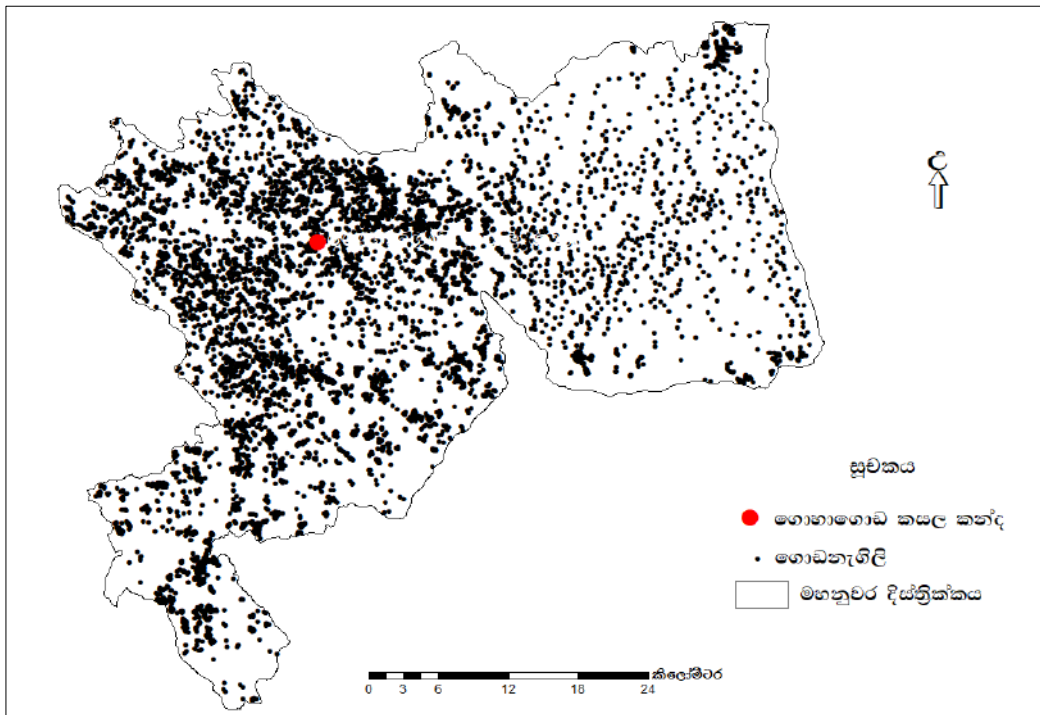 උ
සූචකය
ගොහාගොඩ කසල කන්ද
ගොඩනැගිලි
මහනුවර දිස්ත්‍රික්කය
කිලෝමීටර
0 3 6 12 18 24